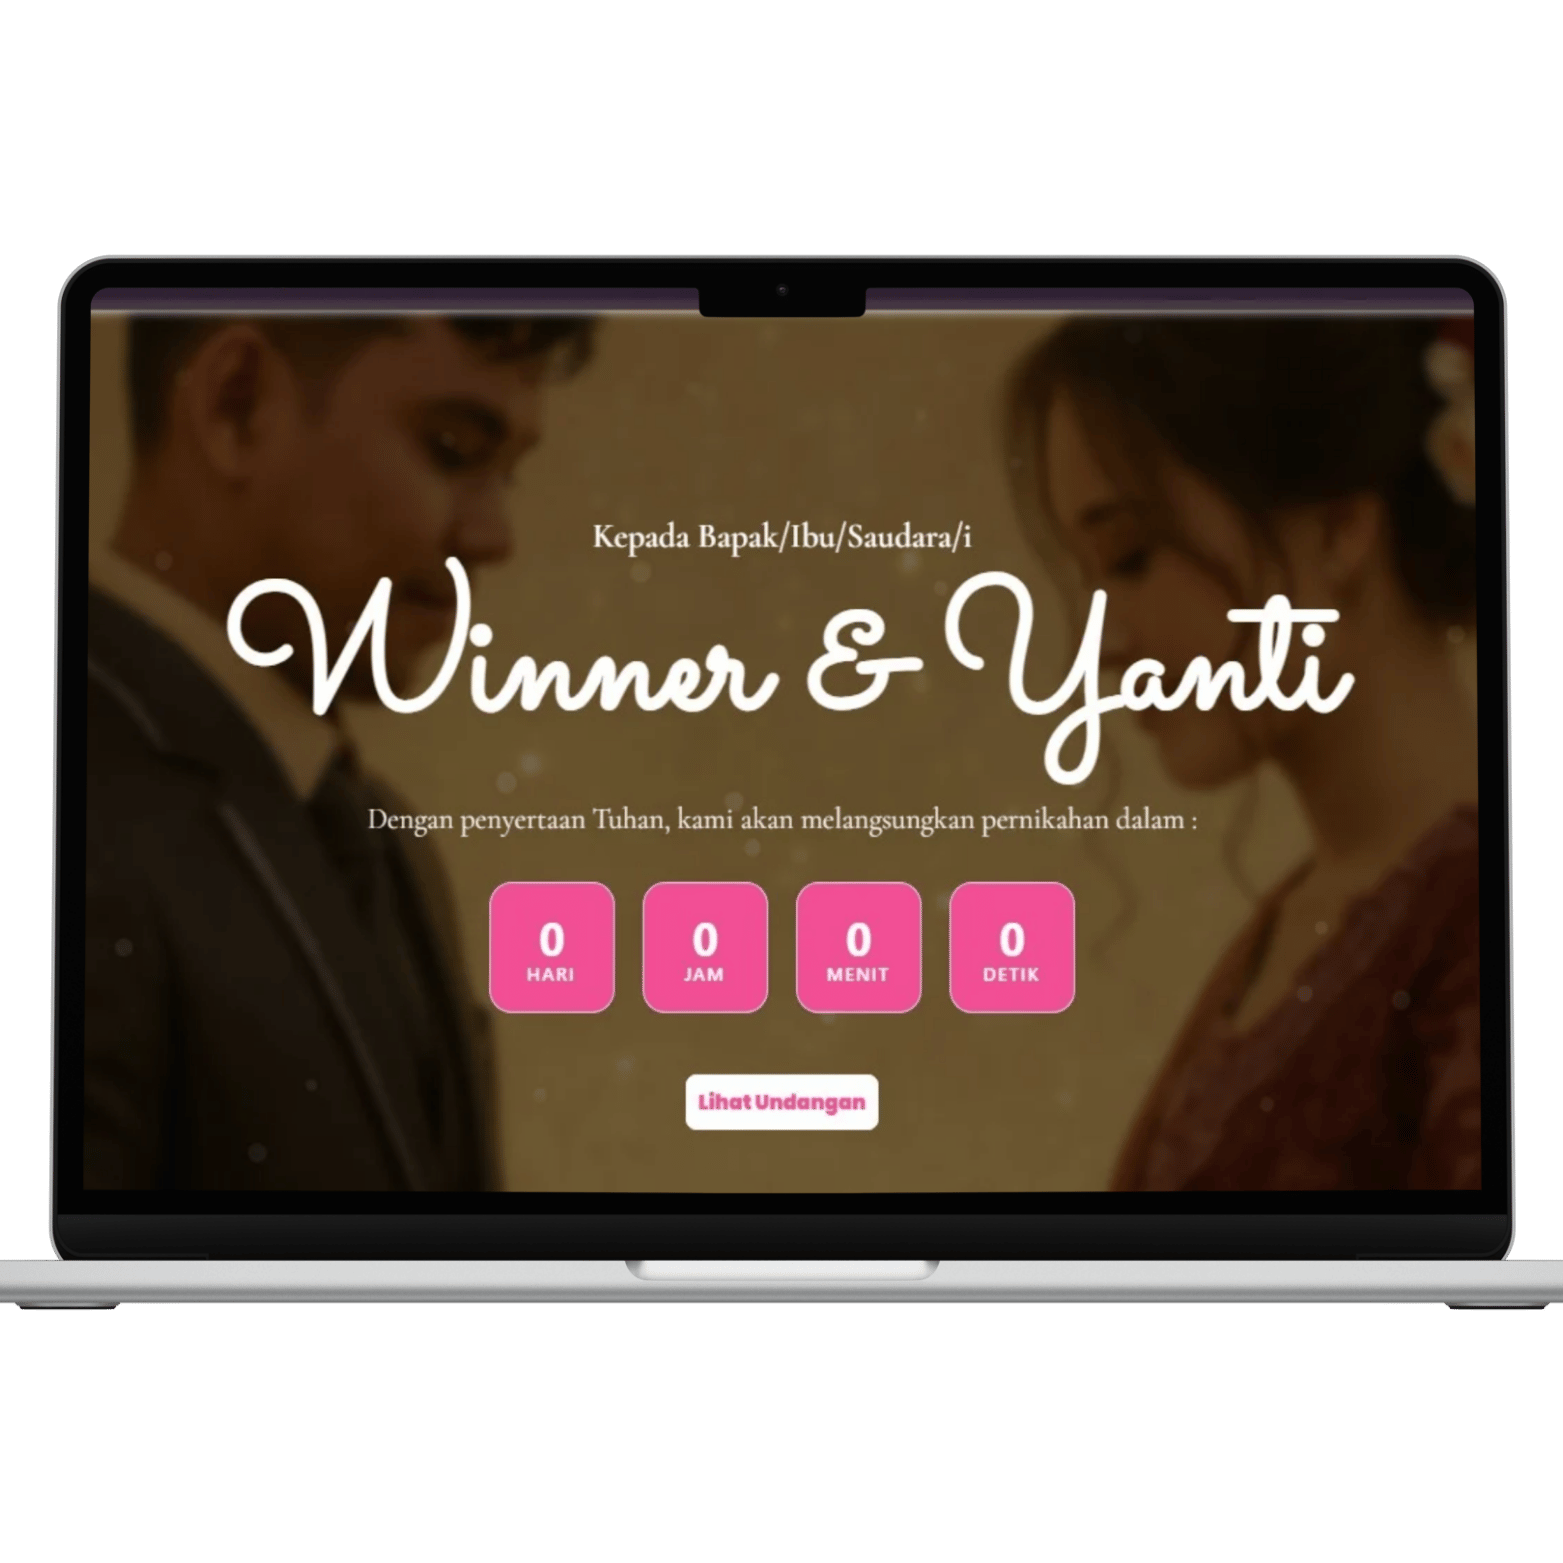 Kepada Bapak/Ibu/Saudara/i
Winner & Yanti
Dengan penyertaan Tuhan, kami akan melangsungkan pernikahan dalam :
0 0 0 0
HARI JAM MENIT DETIK
Lihat Undangan